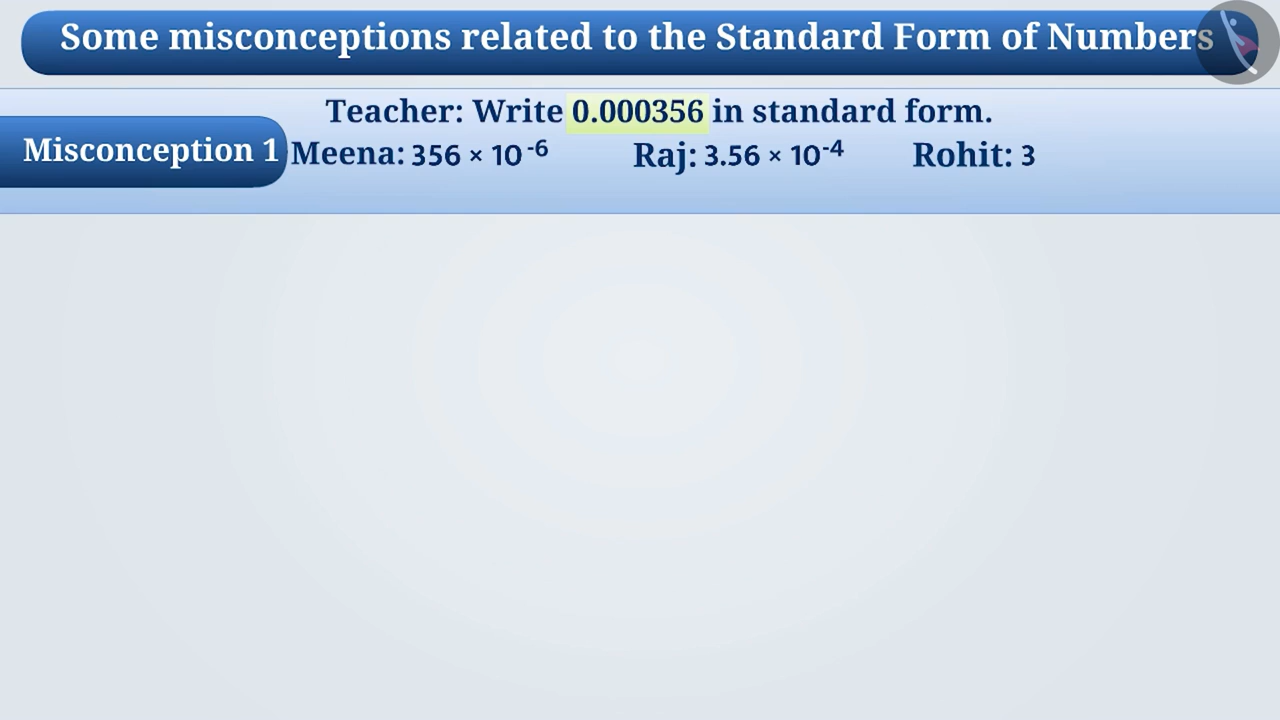 Some misconceptions related to the Standard Form of Numbers
Teacher: Write 0.000356 in standard form.
Misconception 1
Meena: 356 × 10⁻⁶ Raj: 3.56 × 10⁻⁴ Rohit: 3